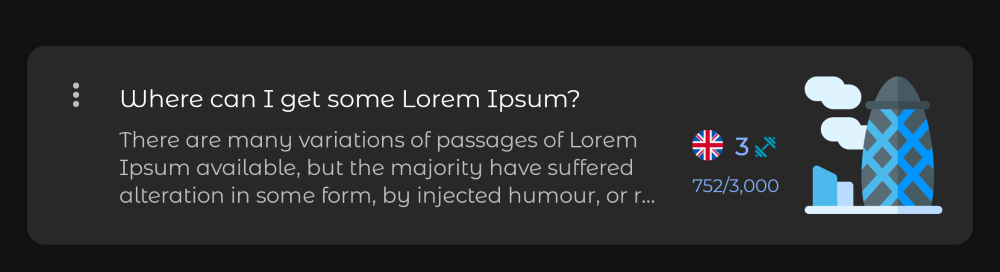 Where can I get some Lorem Ipsum?
There are many variations of passages of Lorem
Ipsum available, but the majority have suffered
alteration in some form, by injected humour, or r...
3
752/3,000